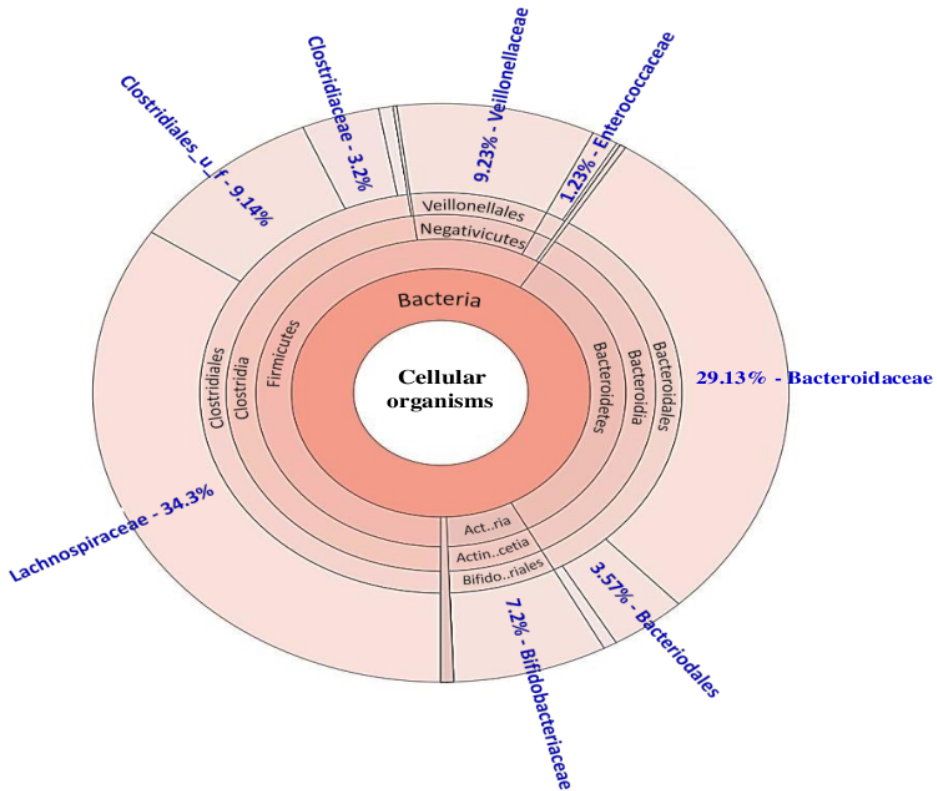 Clostridiales_u_f - 9.14%
Clostridiaceae - 3.2%
9.23% - Veillonellaceae
1.23% - Enterococcaceae
Veillonellales
Negativicutes
Bacteria
Cellular
organisms
Firmicutes
Clostridia
Clostridiales
Bacteroidetes
Bacteroidia
Bacteroidales
29.13% - Bacteroidaceae
Lachnospiraceae - 34.3%
Act..ria
Actin..cetia
Bifido..riales
7.2% - Bifidobacteriaceae
3.57% - Bacteriodales